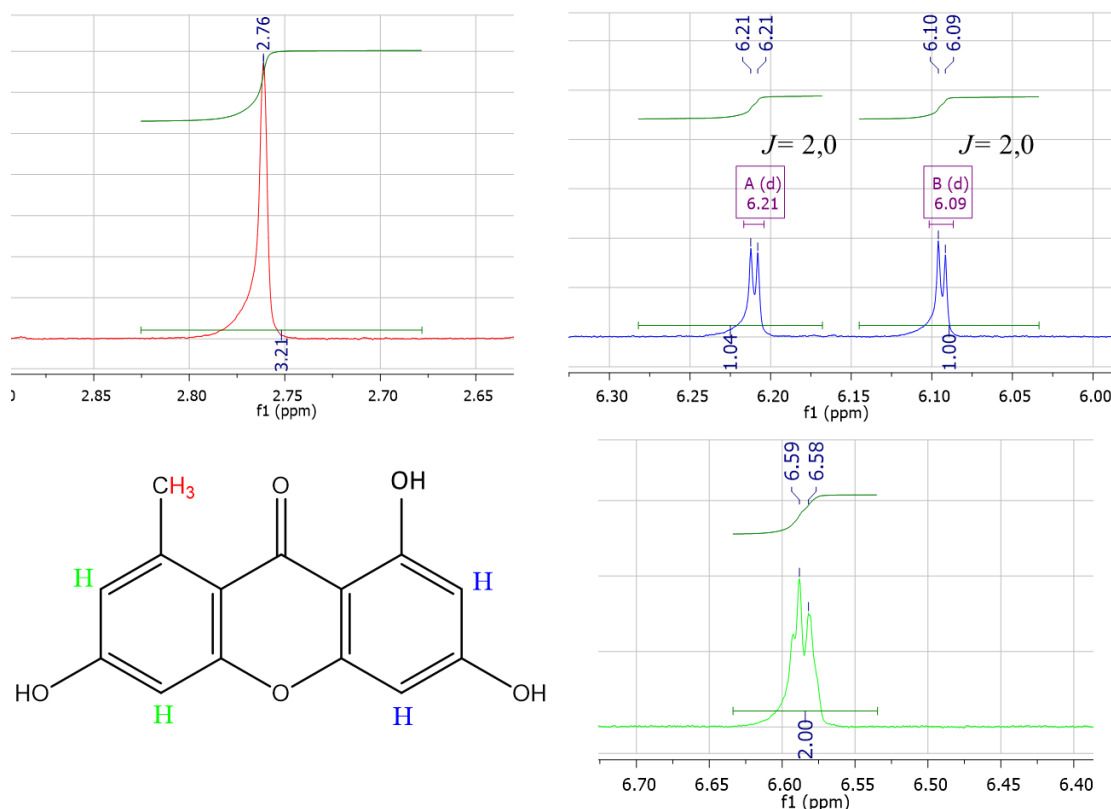 2.76
3.21
2.85 2.80 2.75 2.70 2.65
f1 (ppm)
6.21 6.21 6.10 6.09
J= 2,0 J= 2,0
A (d) B (d)
6.21 6.09
1.04 1.00
6.30 6.25 6.20 6.15 6.10 6.05 6.00
f1 (ppm)
CH3 O OH
H H
HO O OH
H H
6.59 6.58
2.00
6.70 6.65 6.60 6.55 6.50 6.45 6.40
f1 (ppm)